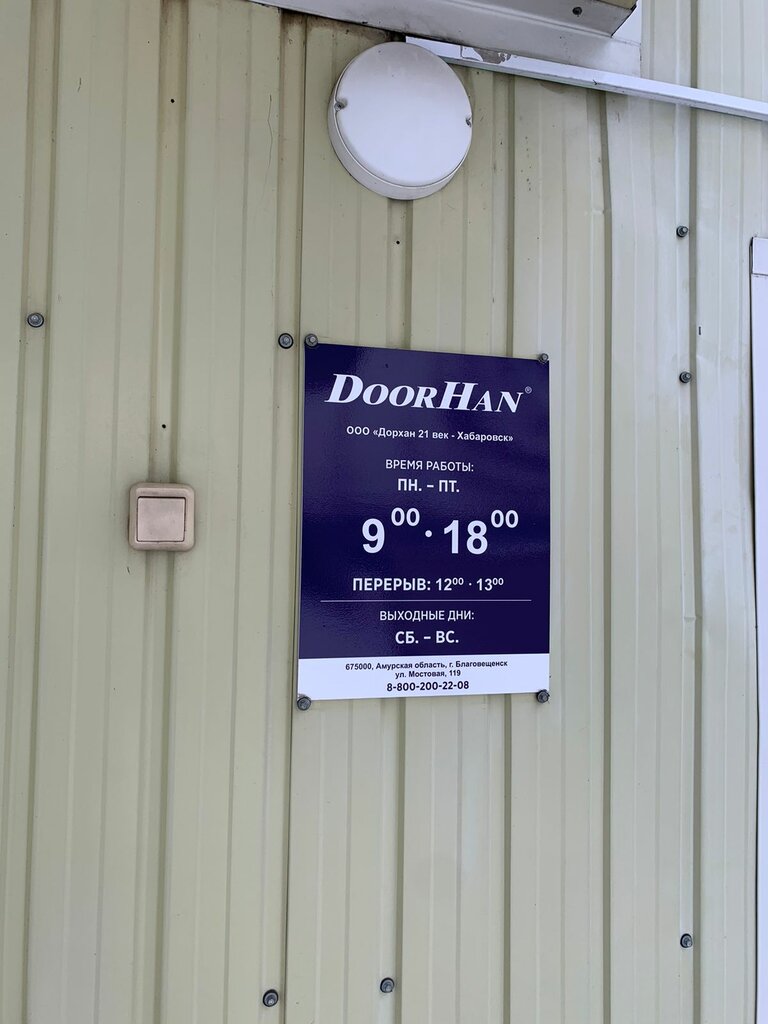 DOORHAN®
ООО «Дорхан 21 век - Хабаровск»
ВРЕМЯ РАБОТЫ:
ПН. – ПТ.
9⁰⁰ · 18⁰⁰
ПЕРЕРЫВ: 12⁰⁰ · 13⁰⁰
ВЫХОДНЫЕ ДНИ:
СБ. – ВС.
675000, Амурская область, г. Благовещенск
ул. Мостовая, 119
8-800-200-22-08